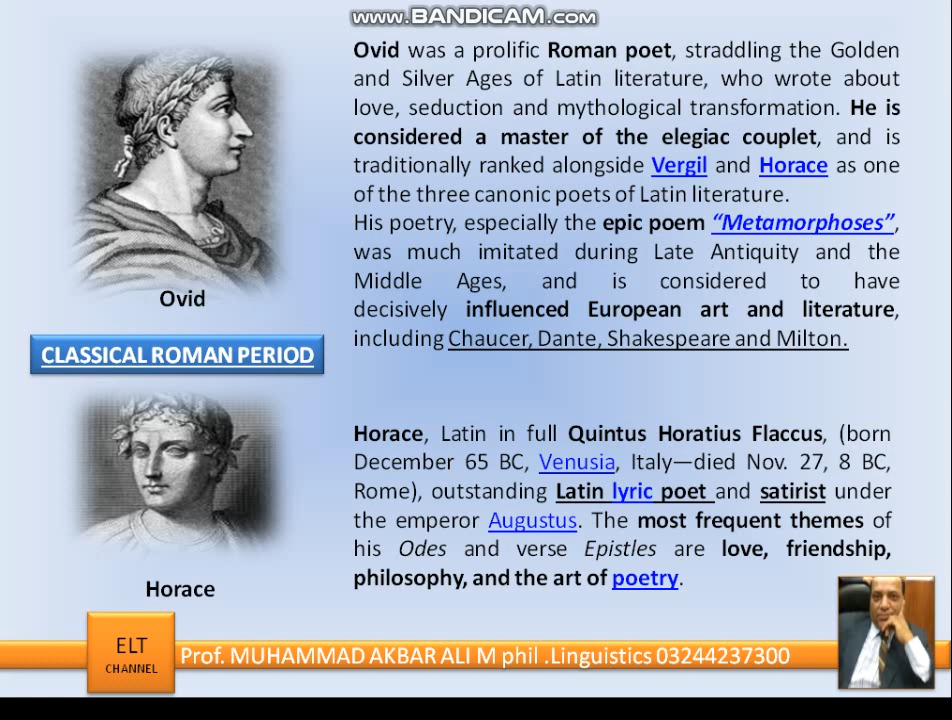 www.BANDICAM.com
Ovid was a prolific Roman poet, straddling the Golden
and Silver Ages of Latin literature, who wrote about
love, seduction and mythological transformation. He is
considered a master of the elegiac couplet, and is
traditionally ranked alongside Vergil and Horace as one
of the three canonic poets of Latin literature.
His poetry, especially the epic poem “Metamorphoses”,
was much imitated during Late Antiquity and the
Middle Ages, and is considered to have
decisively influenced European art and literature,
including Chaucer, Dante, Shakespeare and Milton.
Ovid
CLASSICAL ROMAN PERIOD
Horace, Latin in full Quintus Horatius Flaccus, (born
December 65 BC, Venusia, Italy—died Nov. 27, 8 BC,
Rome), outstanding Latin lyric poet and satirist under
the emperor Augustus. The most frequent themes of
his Odes and verse Epistles are love, friendship,
philosophy, and the art of poetry.
Horace
ELT
CHANNEL
Prof. MUHAMMAD AKBAR ALI M phil .Linguistics 03244237300